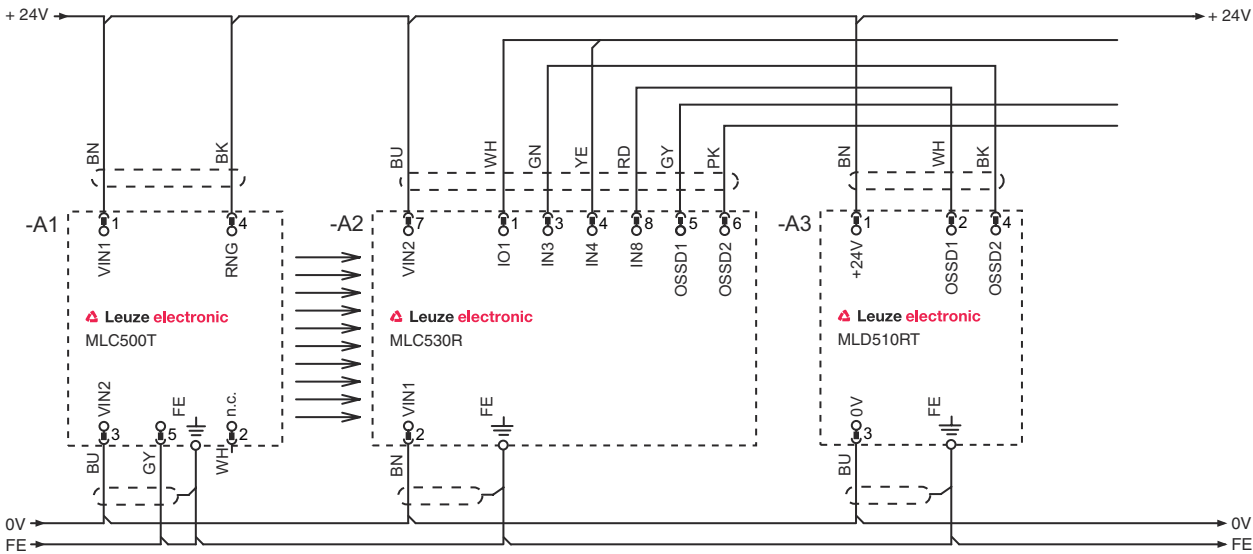 + 24V
+ 24V
BN
BK
BU
WH
GN
YE
RD
GY
PK
BN
WH
BK
-A1
1
4
-A2
7
1
3
4
8
5
6
-A3
1
2
4
VIN1
RNG
VIN2
IO1
IN3
IN4
IN8
OSSD1
OSSD2
+24V
OSSD1
OSSD2
Leuze electronic
MLC500T
Leuze electronic
MLC530R
Leuze electronic
MLD510RT
VIN2
FE
n.c.
VIN1
FE
0V
FE
3
5
2
2
3
BU
GY
WH
BN
BU
0V
0V
FE
FE